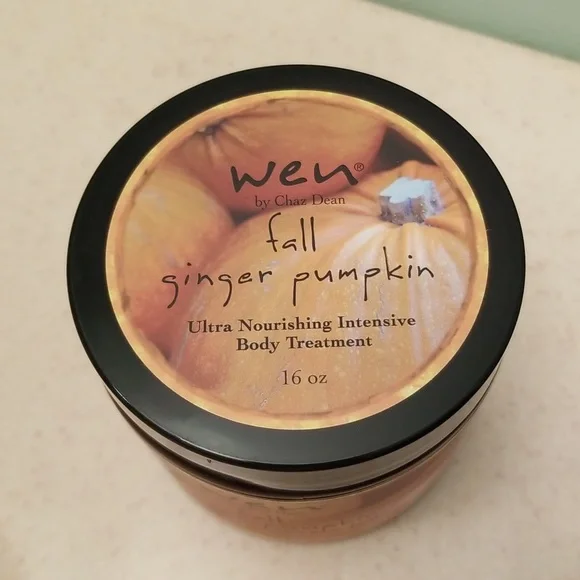 wen®
by Chaz Dean
fall
ginger pumpkin
Ultra Nourishing Intensive
Body Treatment
16 oz